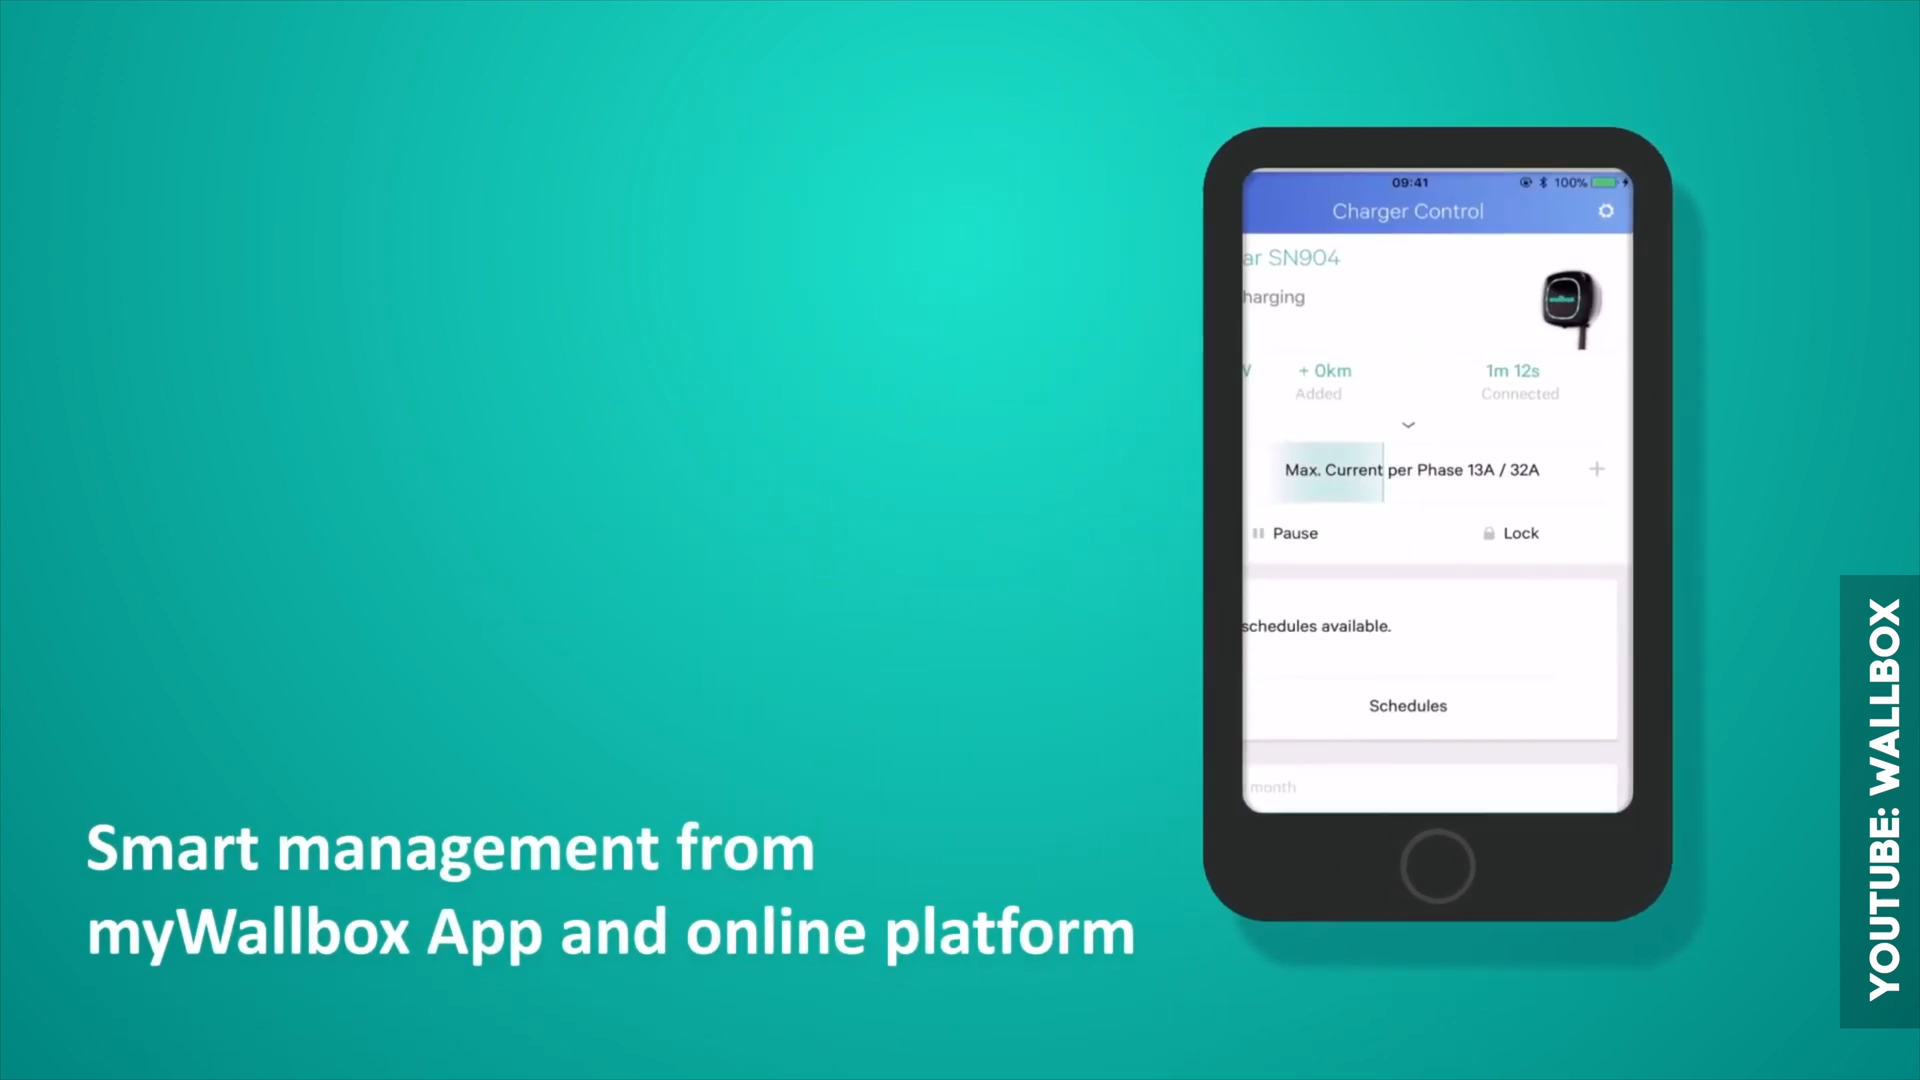 09:41 100%
Charger Control
ar SN904
harging
+ 0km 1m 12s
Added Connected
Max. Current per Phase 13A / 32A +
Pause Lock
schedules available.
Schedules
month
Smart management from
myWallbox App and online platform
YOUTUBE: WALLBOX